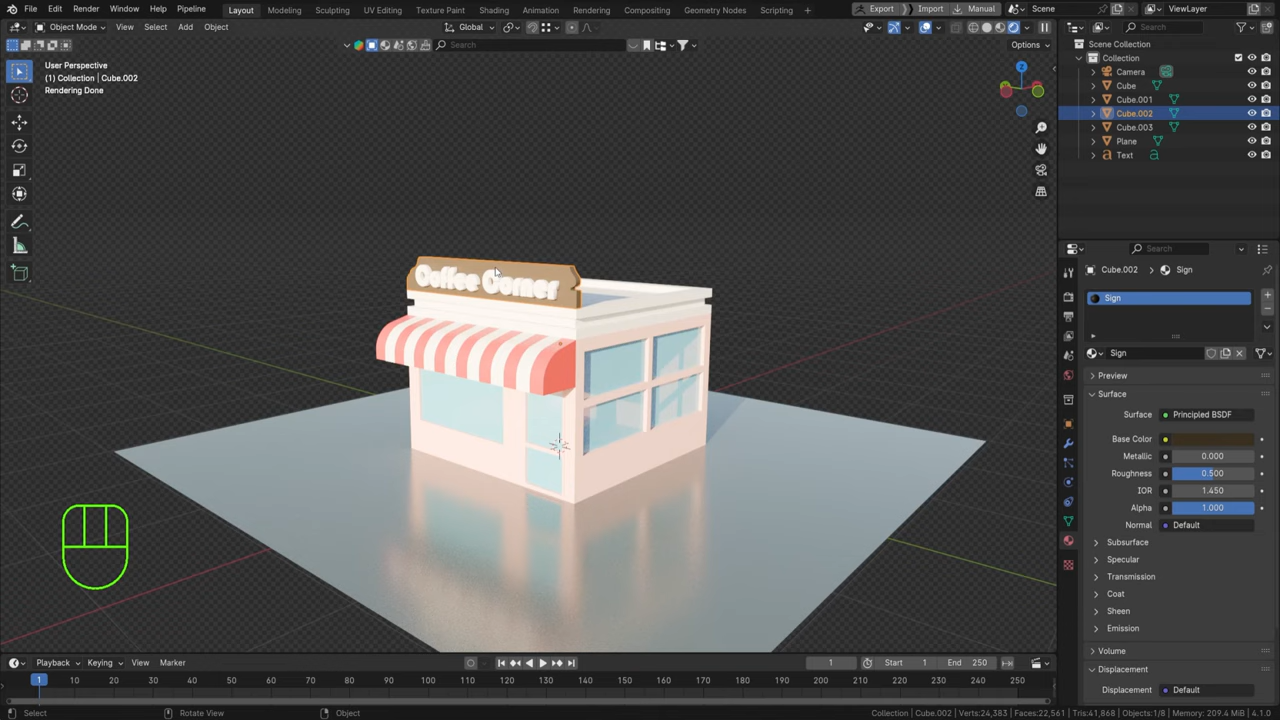 File Edit Render Window Help Pipeline Layout Modeling Sculpting UV Editing Texture Paint Shading Animation Rendering Compositing Geometry Nodes Scripting Export Import Manual Scene ViewLayer
Object Mode View Select Add Object Global Search
Search Options
User Perspective
(1) Collection | Cube.002
Rendering Done
Z
Coffee Corner
Scene Collection
Collection
Camera
Cube
Cube.001
Cube.002
Cube.003
Plane
Text
Search
Cube.002 Sign
Sign
Sign
Preview
Surface
Surface Principled BSDF
Base Color
Metallic 0.000
Roughness 0.500
IOR 1.450
Alpha 1.000
Normal Default
Subsurface
Specular
Transmission
Coat
Sheen
Emission
Volume
Displacement
Displacement Default
Playback Keying View Marker 1 Start 1 End 250
1 10 20 30 40 50 60 70 80 90 100 110 120 130 140 150 160 170 180 190 200 210 220 230 240 250
Select Rotate View Object Collection | Cube.002 | Verts:24,383 | Faces:22,561 | Tris:41,868 | Objects:1/8 | Memory: 209.4 MiB | 4.1.0